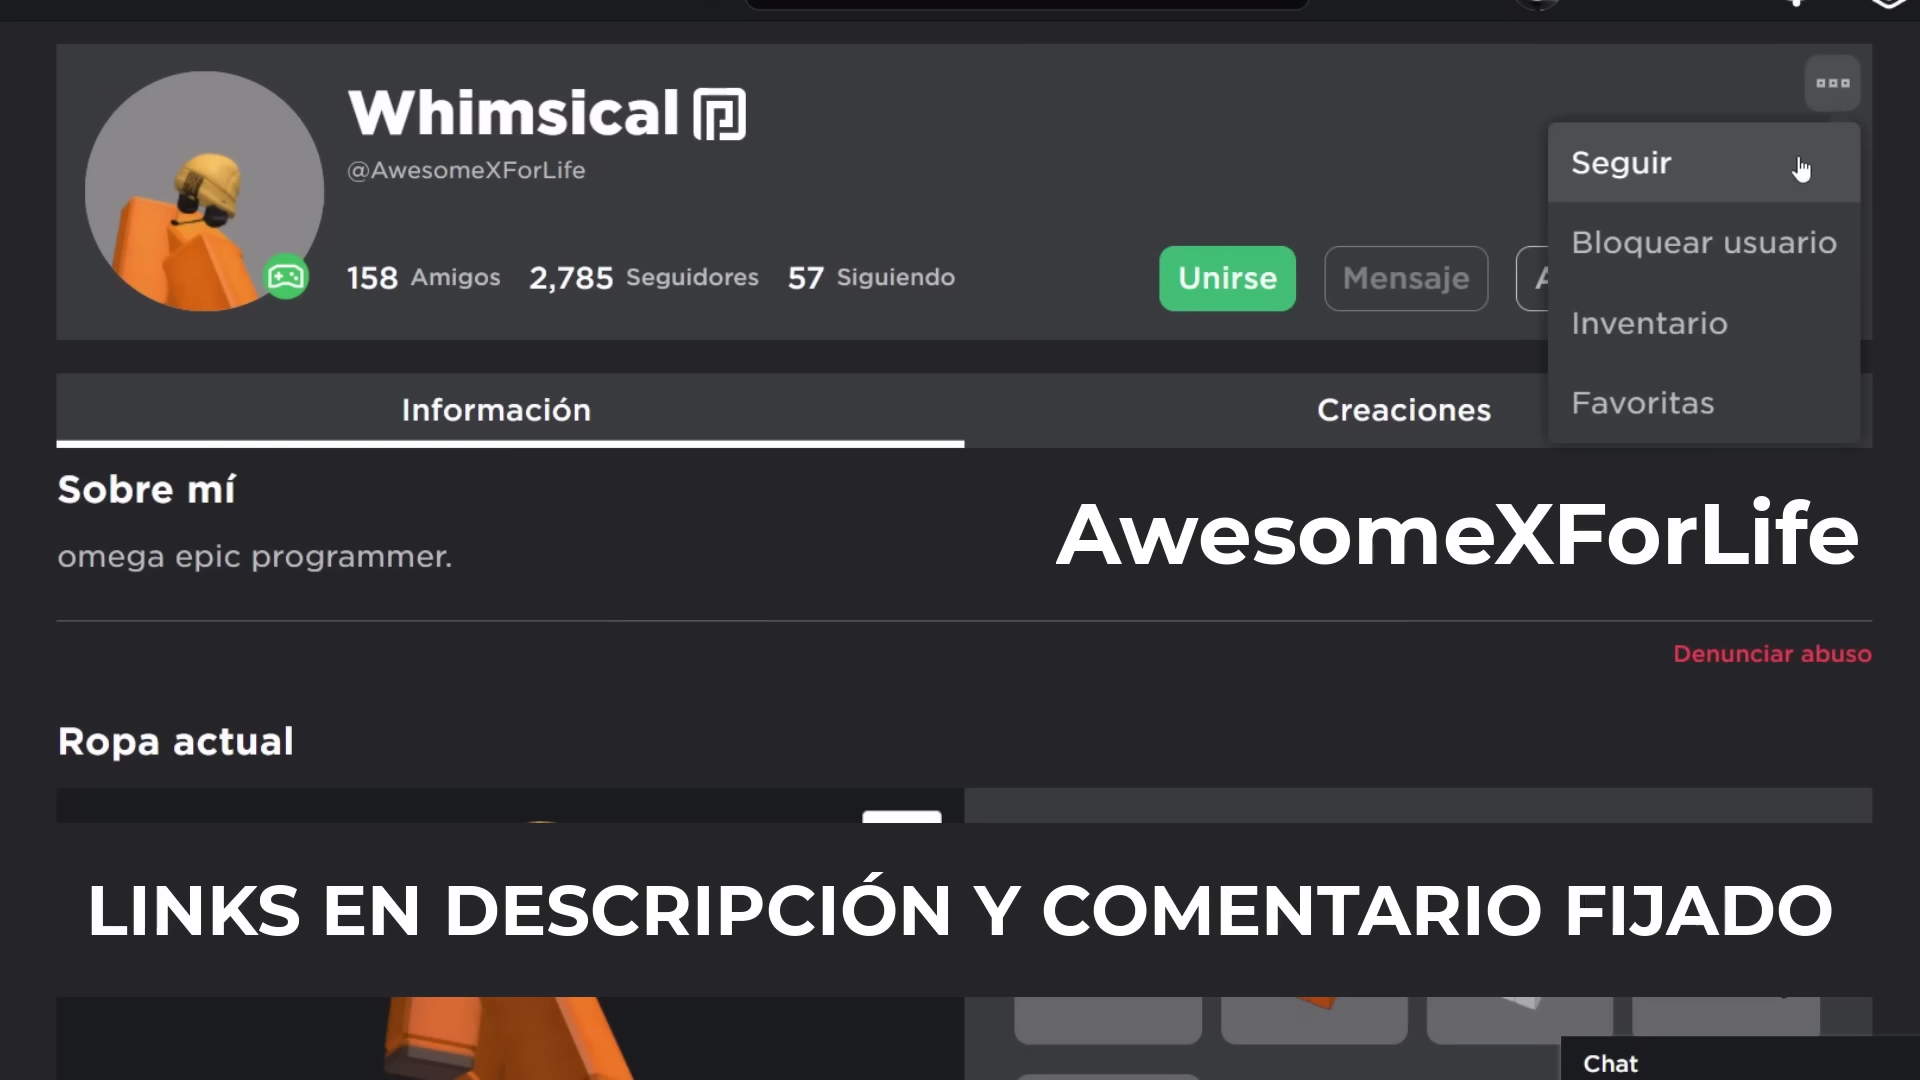 Whimsical
@AwesomeXForLife
158 Amigos 2,785 Seguidores 57 Siguiendo
Unirse
Mensaje
Seguir
Bloquear usuario
Inventario
Favoritas
Información
Creaciones
Sobre mí
omega epic programmer.
AwesomeXForLife
Denunciar abuso
Ropa actual
LINKS EN DESCRIPCIÓN Y COMENTARIO FIJADO
Chat